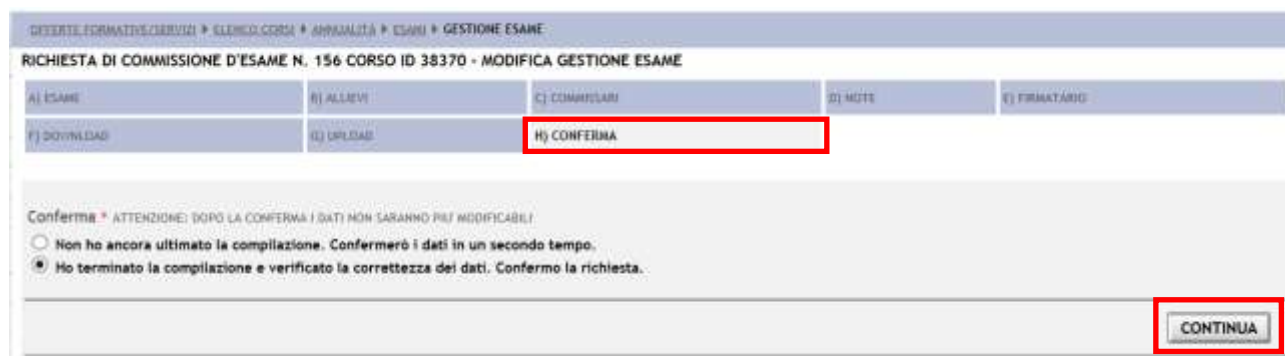 OFFERTE FORMATIVE/SERVIZI ELENCO CORSI ANNUALITÀ ESAMI GESTIONE ESAME
RICHIESTA DI COMMISSIONE D'ESAME N. 156 CORSO ID 38370 - MODIFICA GESTIONE ESAME
A) ESAME B) ALLIEVI C) COMMISSARI D) NOTE E) FIRMATARIO
F) DOWNLOAD G) UPLOAD H) CONFERMA
Conferma * ATTENZIONE: DOPO LA CONFERMA I DATI NON SARANNO PIU' MODIFICABILI
Non ho ancora ultimato la compilazione. Confermerò i dati in un secondo tempo.
Ho terminato la compilazione e verificato la correttezza dei dati. Confermo la richiesta.
CONTINUA